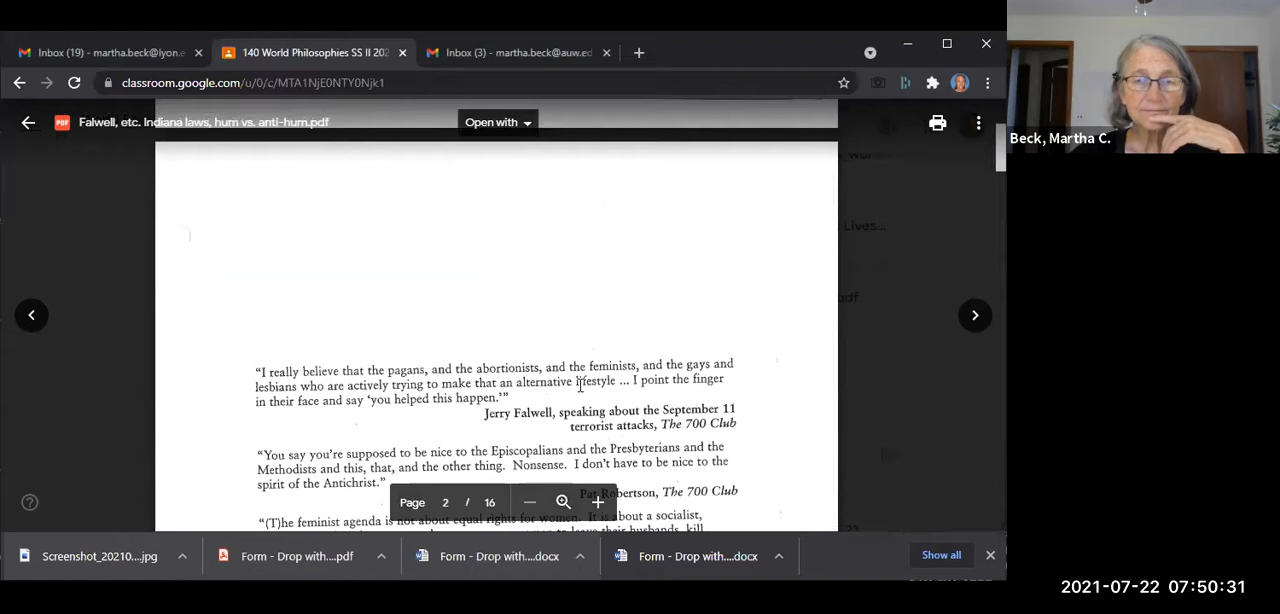 Inbox (19) - martha.beck@lyon.e
140 World Philosophies SS II 202
Inbox (3) - martha.beck@auw.ed
classroom.google.com/u/0/c/MTA1NjE0NTY0Njk1
Falwell, etc. Indiana laws, hum vs. anti-hum.pdf
Open with
Beck, Martha C.
Lives...
"I really believe that the pagans, and the abortionists, and the feminists, and the gays and
lesbians who are actively trying to make that an alternative lifestyle ... I point the finger
in their face and say 'you helped this happen.'"
Jerry Falwell, speaking about the September 11
terrorist attacks, The 700 Club
"You say you're supposed to be nice to the Episcopalians and the Presbyterians and the
Methodists and this, that, and the other thing. Nonsense. I don't have to be nice to the
spirit of the Antichrist."
Pat Robertson, The 700 Club
Page 2 / 16
"(T)he feminist agenda is not about equal rights for women. It is about a socialist,
to leave their husbands, kill
Screenshot_20210....jpg
Form - Drop with....pdf
Form - Drop with....docx
Form - Drop with....docx
Show all
2021-07-22 07:50:31